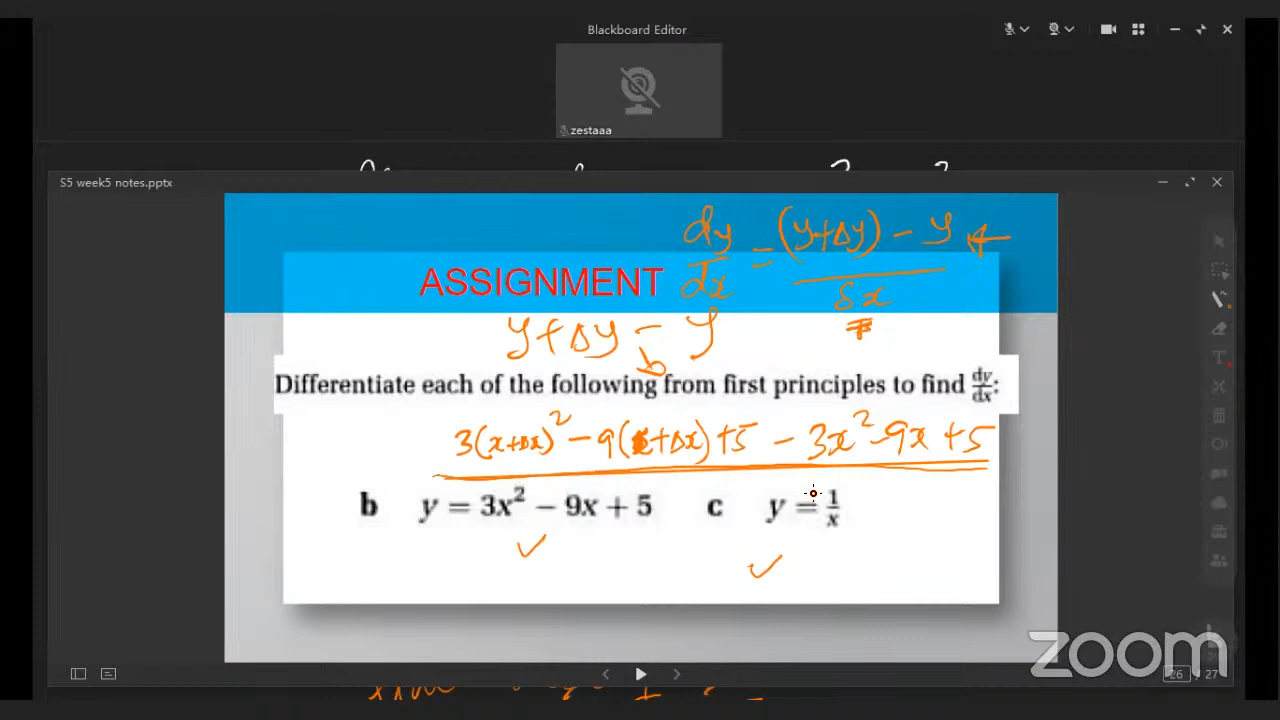 Blackboard Editor
zestaaa
S5 week5 notes.pptx
dy/dx = (y+Δy) - y / δx
ASSIGNMENT
y+Δy - y
Differentiate each of the following from first principles to find dy/dx:
3(x+Δx)² - 9(x+Δx) + 5 - 3x² - 9x + 5
b y = 3x² − 9x + 5 c y = 1/x
zoom
26 / 27